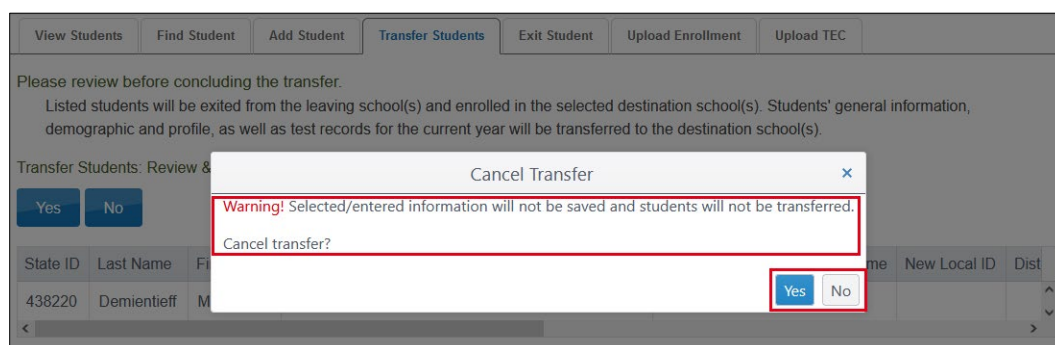 View Students Find Student Add Student Transfer Students Exit Student Upload Enrollment Upload TEC
Please review before concluding the transfer.
Listed students will be exited from the leaving school(s) and enrolled in the selected destination school(s). Students' general information,
demographic and profile, as well as test records for the current year will be transferred to the destination school(s).
Transfer Students: Review &
Yes No
Cancel Transfer ×
Warning! Selected/entered information will not be saved and students will not be transferred.
Cancel transfer?
Yes No
State ID Last Name Fi me New Local ID Dist
438220 Demientieff M